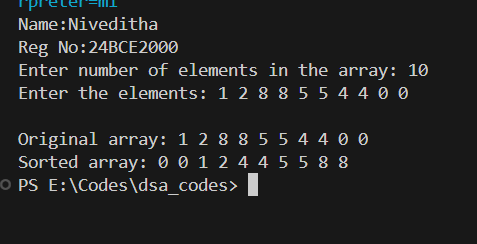 rpreter=mi
Name:Niveditha
Reg No:24BCE2000
Enter number of elements in the array: 10
Enter the elements: 1 2 8 8 5 5 4 4 0 0
Original array: 1 2 8 8 5 5 4 4 0 0
Sorted array: 0 0 1 2 4 4 5 5 8 8
PS E:\Codes\dsa_codes>